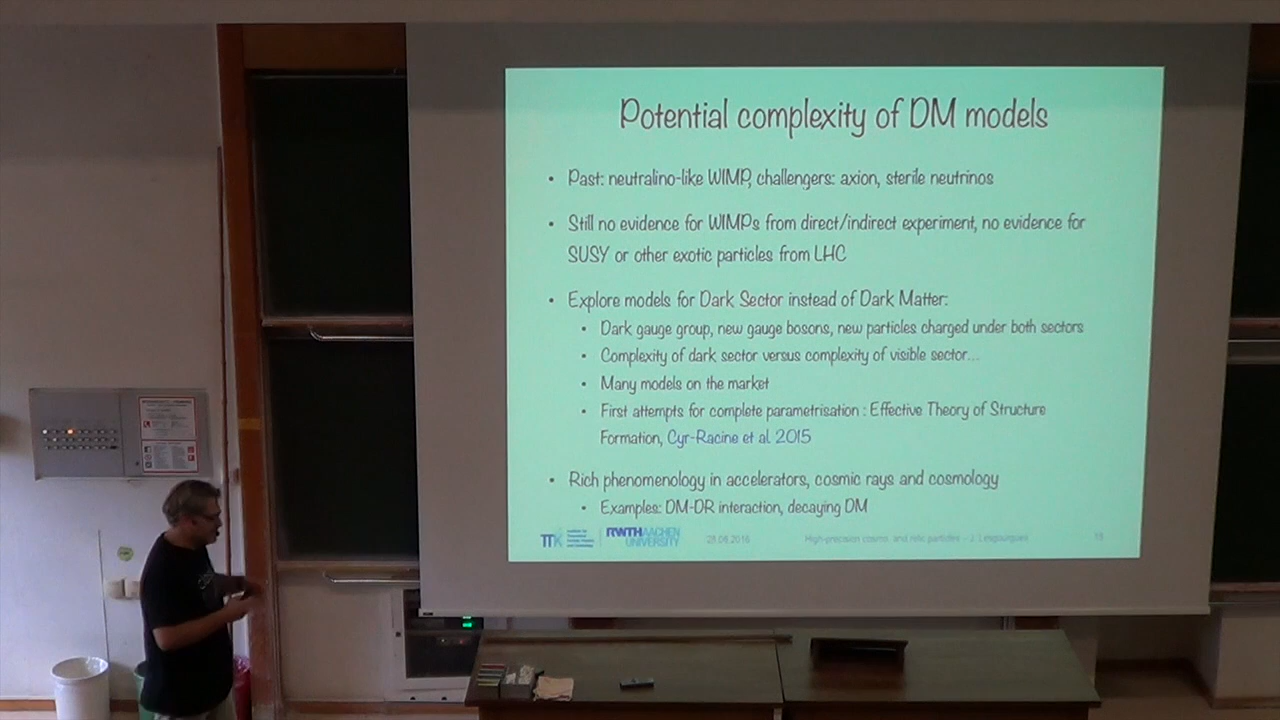 Potential complexity of DM models
• Past: neutralino-like WIMP, challengers: axion, sterile neutrinos
• Still no evidence for WIMPs from direct/indirect experiment, no evidence for
SUSY or other exotic particles from LHC
• Explore models for Dark Sector instead of Dark Matter:
• Dark gauge group, new gauge bosons, new particles charged under both sectors
• Complexity of dark sector versus complexity of visible sector...
• Many models on the market
• First attempts for complete parametrisation : Effective Theory of Structure
Formation, Cyr-Racine et al. 2015
• Rich phenomenology in accelerators, cosmic rays and cosmology
• Examples: DM-DR interaction, decaying DM
TTK
RWTHAACHEN
UNIVERSITY
28.06.2016
High-precision cosmo. and relic particles – J. Lesgourgues